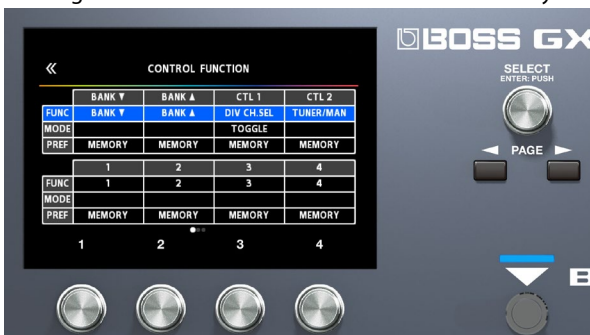 BOSS GX
« CONTROL FUNCTION
SELECT
ENTER: PUSH
BANK ▼ BANK ▲ CTL 1 CTL 2
FUNC BANK ▼ BANK ▲ DIV CH.SEL TUNER/MAN
MODE TOGGLE
PREF MEMORY MEMORY MEMORY MEMORY
◄ PAGE ►
1 2 3 4
FUNC 1 2 3 4
MODE
PREF MEMORY MEMORY MEMORY MEMORY
1 2 3 4